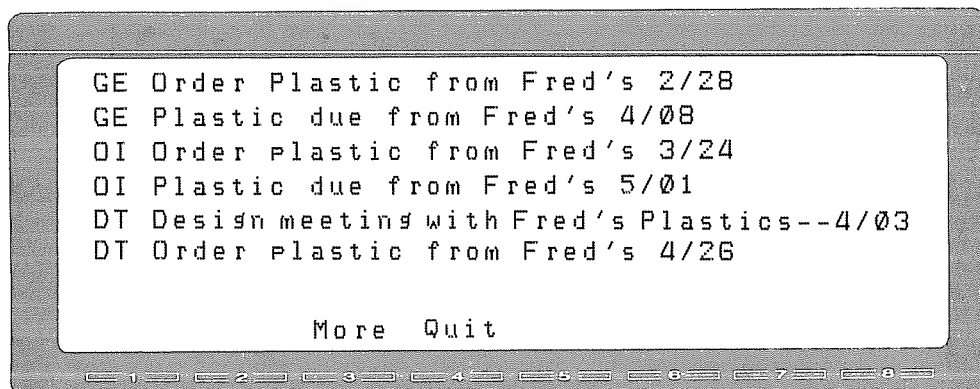 GE Order Plastic from Fred's 2/28
GE Plastic due from Fred's 4/08
OI Order plastic from Fred's 3/24
OI Plastic due from Fred's 5/01
DT Design meeting with Fred's Plastics--4/03
DT Order plastic from Fred's 4/26
More Quit
1 2 3 4 5 6 7 8